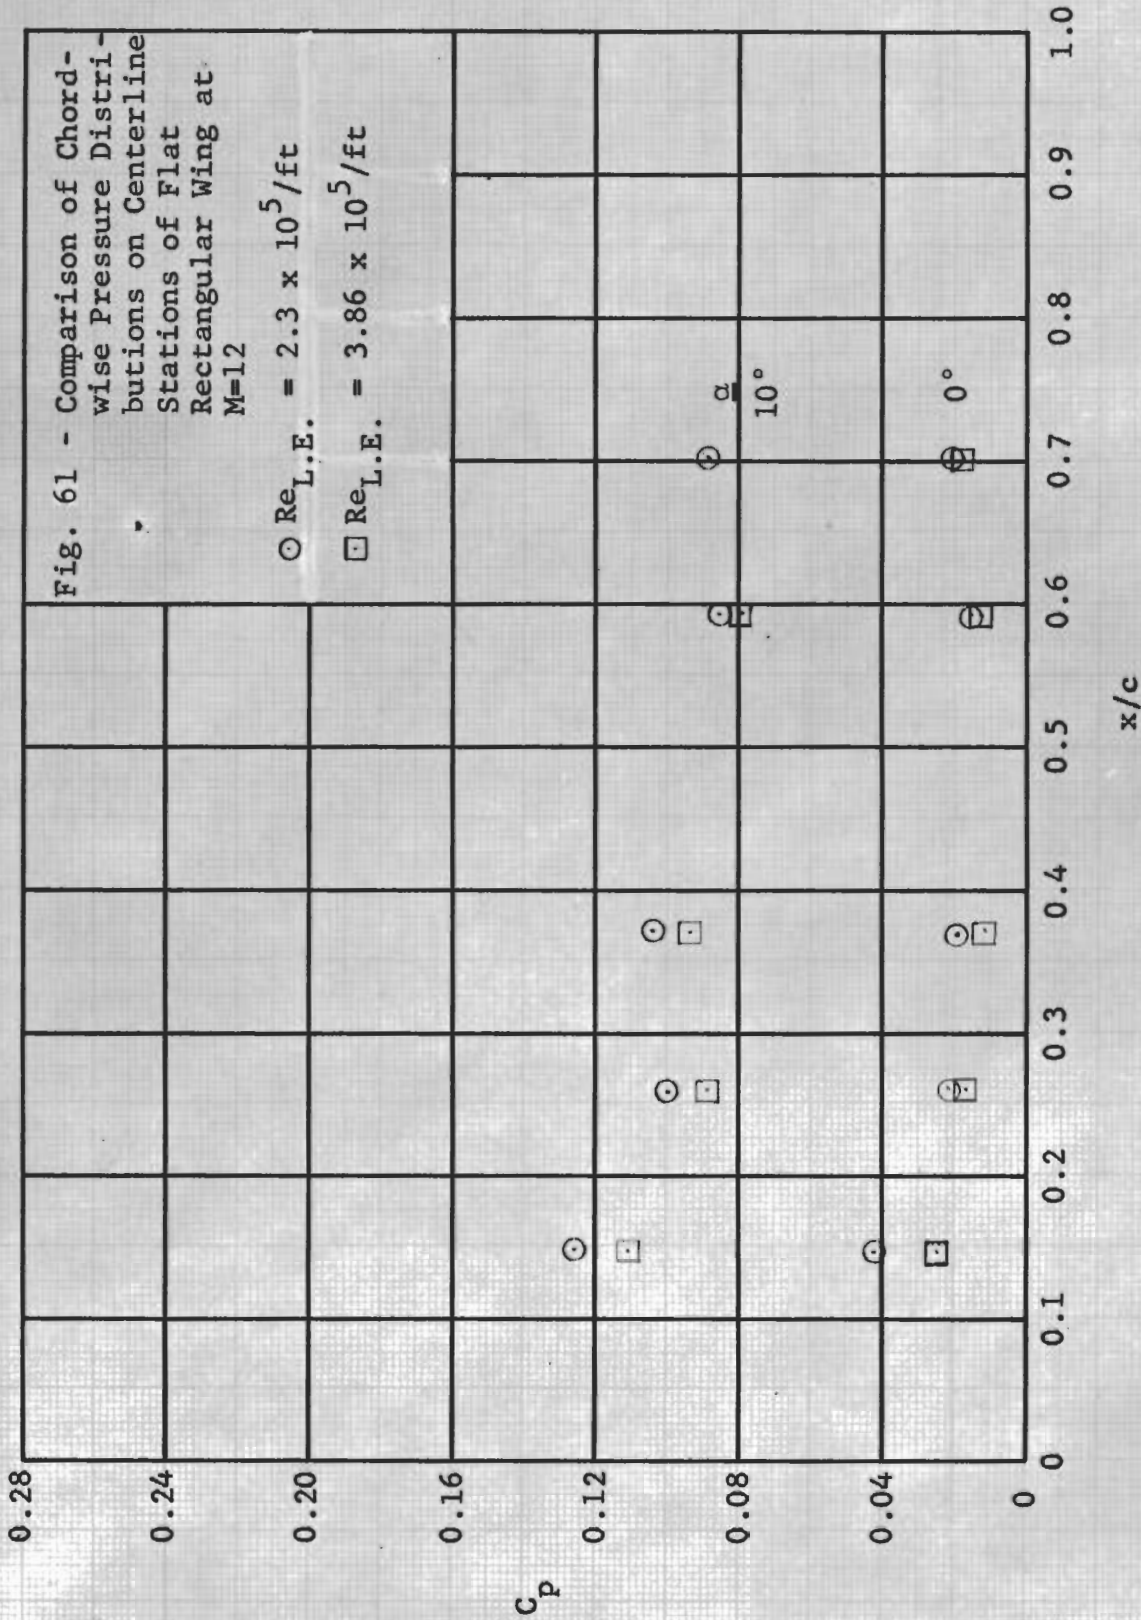 Fig. 61 - Comparison of Chord-
wise Pressure Distri-
butions on Centerline
Stations of Flat
Rectangular Wing at
M=12
⊙ Re_L.E. = 2.3 x 10^5/ft
⊡ Re_L.E. = 3.86 x 10^5/ft
0.28
0.24
0.20
0.16
0.12
0.08
0.04
0
C_p
α
10°
0°
0
0.1
0.2
0.3
0.4
0.5
0.6
0.7
0.8
0.9
1.0
x/c